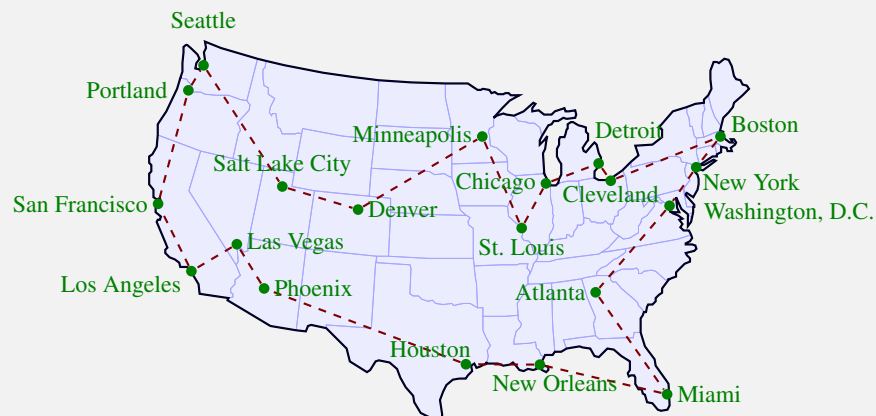 Seattle
Portland
Minneapolis
Detroit
Boston
Salt Lake City
Chicago
Cleveland
New York
San Francisco
Denver
Washington, D.C.
Las Vegas
St. Louis
Los Angeles
Phoenix
Atlanta
Houston
New Orleans
Miami